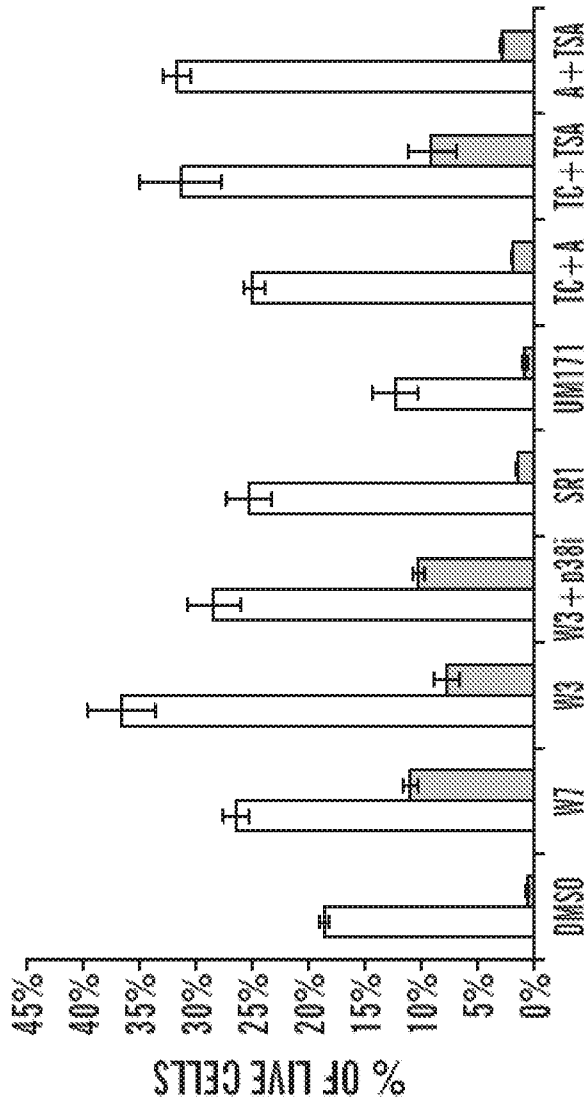 % OF LIVE CELLS
45%
40%
35%
30%
25%
20%
15%
10%
5%
0%
DMSO
W7
W3
W3+p38i
SR1
UM171
TC+A
TC+TSA
A+TSA